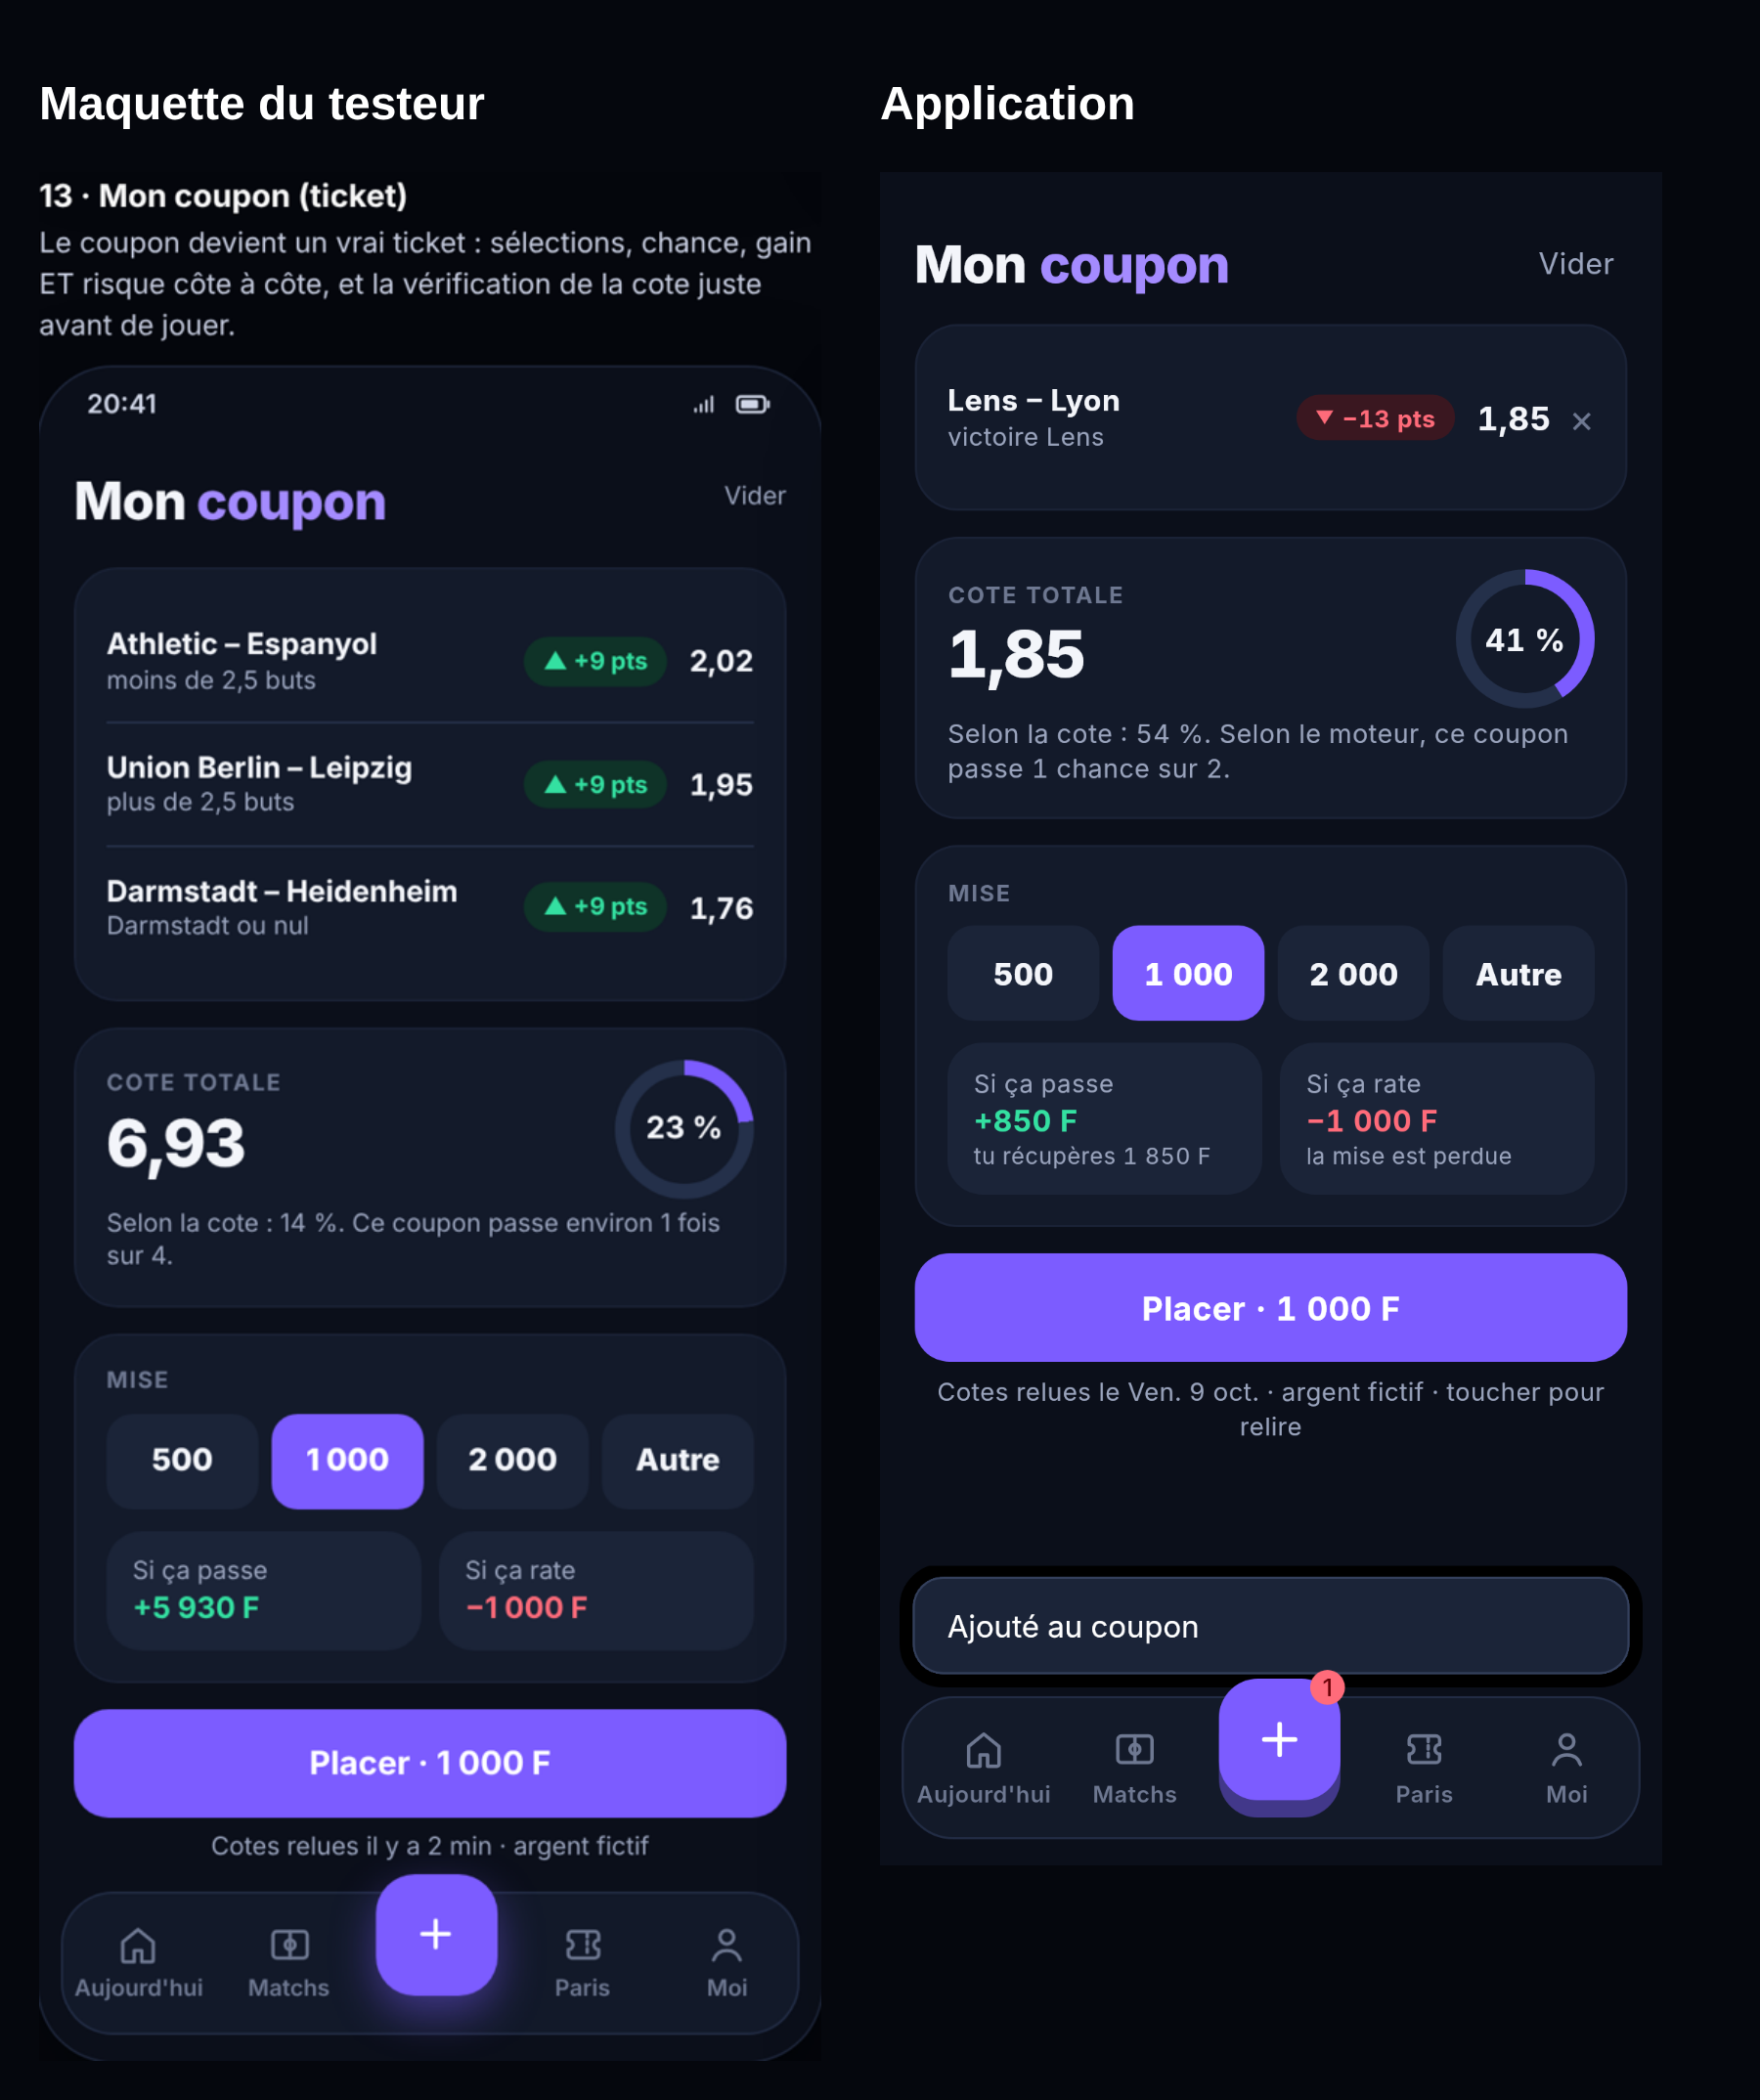 Maquette du testeur
13 · Mon coupon (ticket)
Le coupon devient un vrai ticket : sélections, chance, gain
ET risque côte à côte, et la vérification de la cote juste
avant de jouer.
20:41
Mon coupon
Vider
Athletic – Espanyol
moins de 2,5 buts
▲ +9 pts
2,02
Union Berlin – Leipzig
plus de 2,5 buts
▲ +9 pts
1,95
Darmstadt – Heidenheim
Darmstadt ou nul
▲ +9 pts
1,76
COTE TOTALE
6,93
23 %
Selon la cote : 14 %. Ce coupon passe environ 1 fois
sur 4.
MISE
500
1 000
2 000
Autre
Si ça passe
+5 930 F
Si ça rate
−1 000 F
Placer · 1 000 F
Cotes relues il y a 2 min · argent fictif
Aujourd'hui
Matchs
+
Paris
Moi
Application
Mon coupon
Vider
Lens – Lyon
victoire Lens
▼ −13 pts
1,85 ×
COTE TOTALE
1,85
41 %
Selon la cote : 54 %. Selon le moteur, ce coupon
passe 1 chance sur 2.
MISE
500
1 000
2 000
Autre
Si ça passe
+850 F
tu récupères 1 850 F
Si ça rate
−1 000 F
la mise est perdue
Placer · 1 000 F
Cotes relues le Ven. 9 oct. · argent fictif · toucher pour
relire
Ajouté au coupon
1
Aujourd'hui
Matchs
+
Paris
Moi